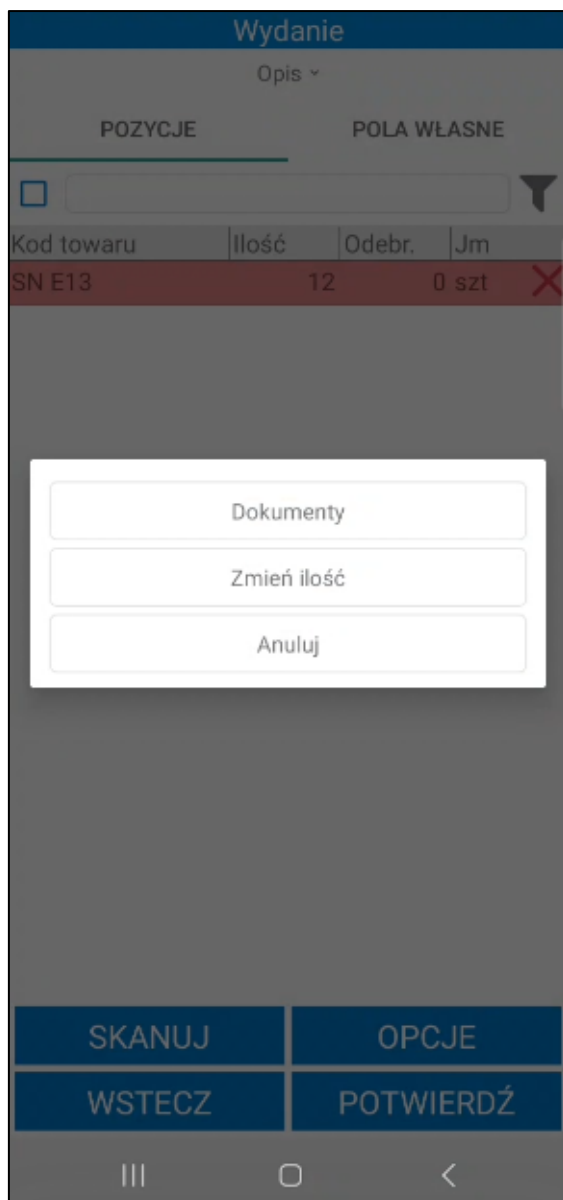 Wydanie
Opis
POZYCJE POLA WŁASNE
Kod towaru Ilość Odebr. Jm
SN E13 12 0 szt
Dokumenty
Zmień ilość
Anuluj
SKANUJ OPCJE
WSTECZ POTWIERDŹ